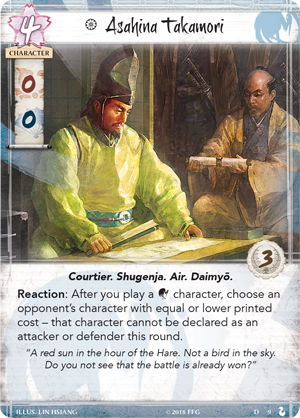 4
Asahina Takamori
CHARACTER
0
0
3
Courtier. Shugenja. Air. Daimyō.
Reaction: After you play a character, choose an
opponent's character with equal or lower printed
cost – that character cannot be declared as an
attacker or defender this round.
"A red sun in the hour of the Hare. Not a bird in the sky.
Do you not see that the battle is already won?"
ILLUS. LIN HSIANG
©2018 FFG
D 9